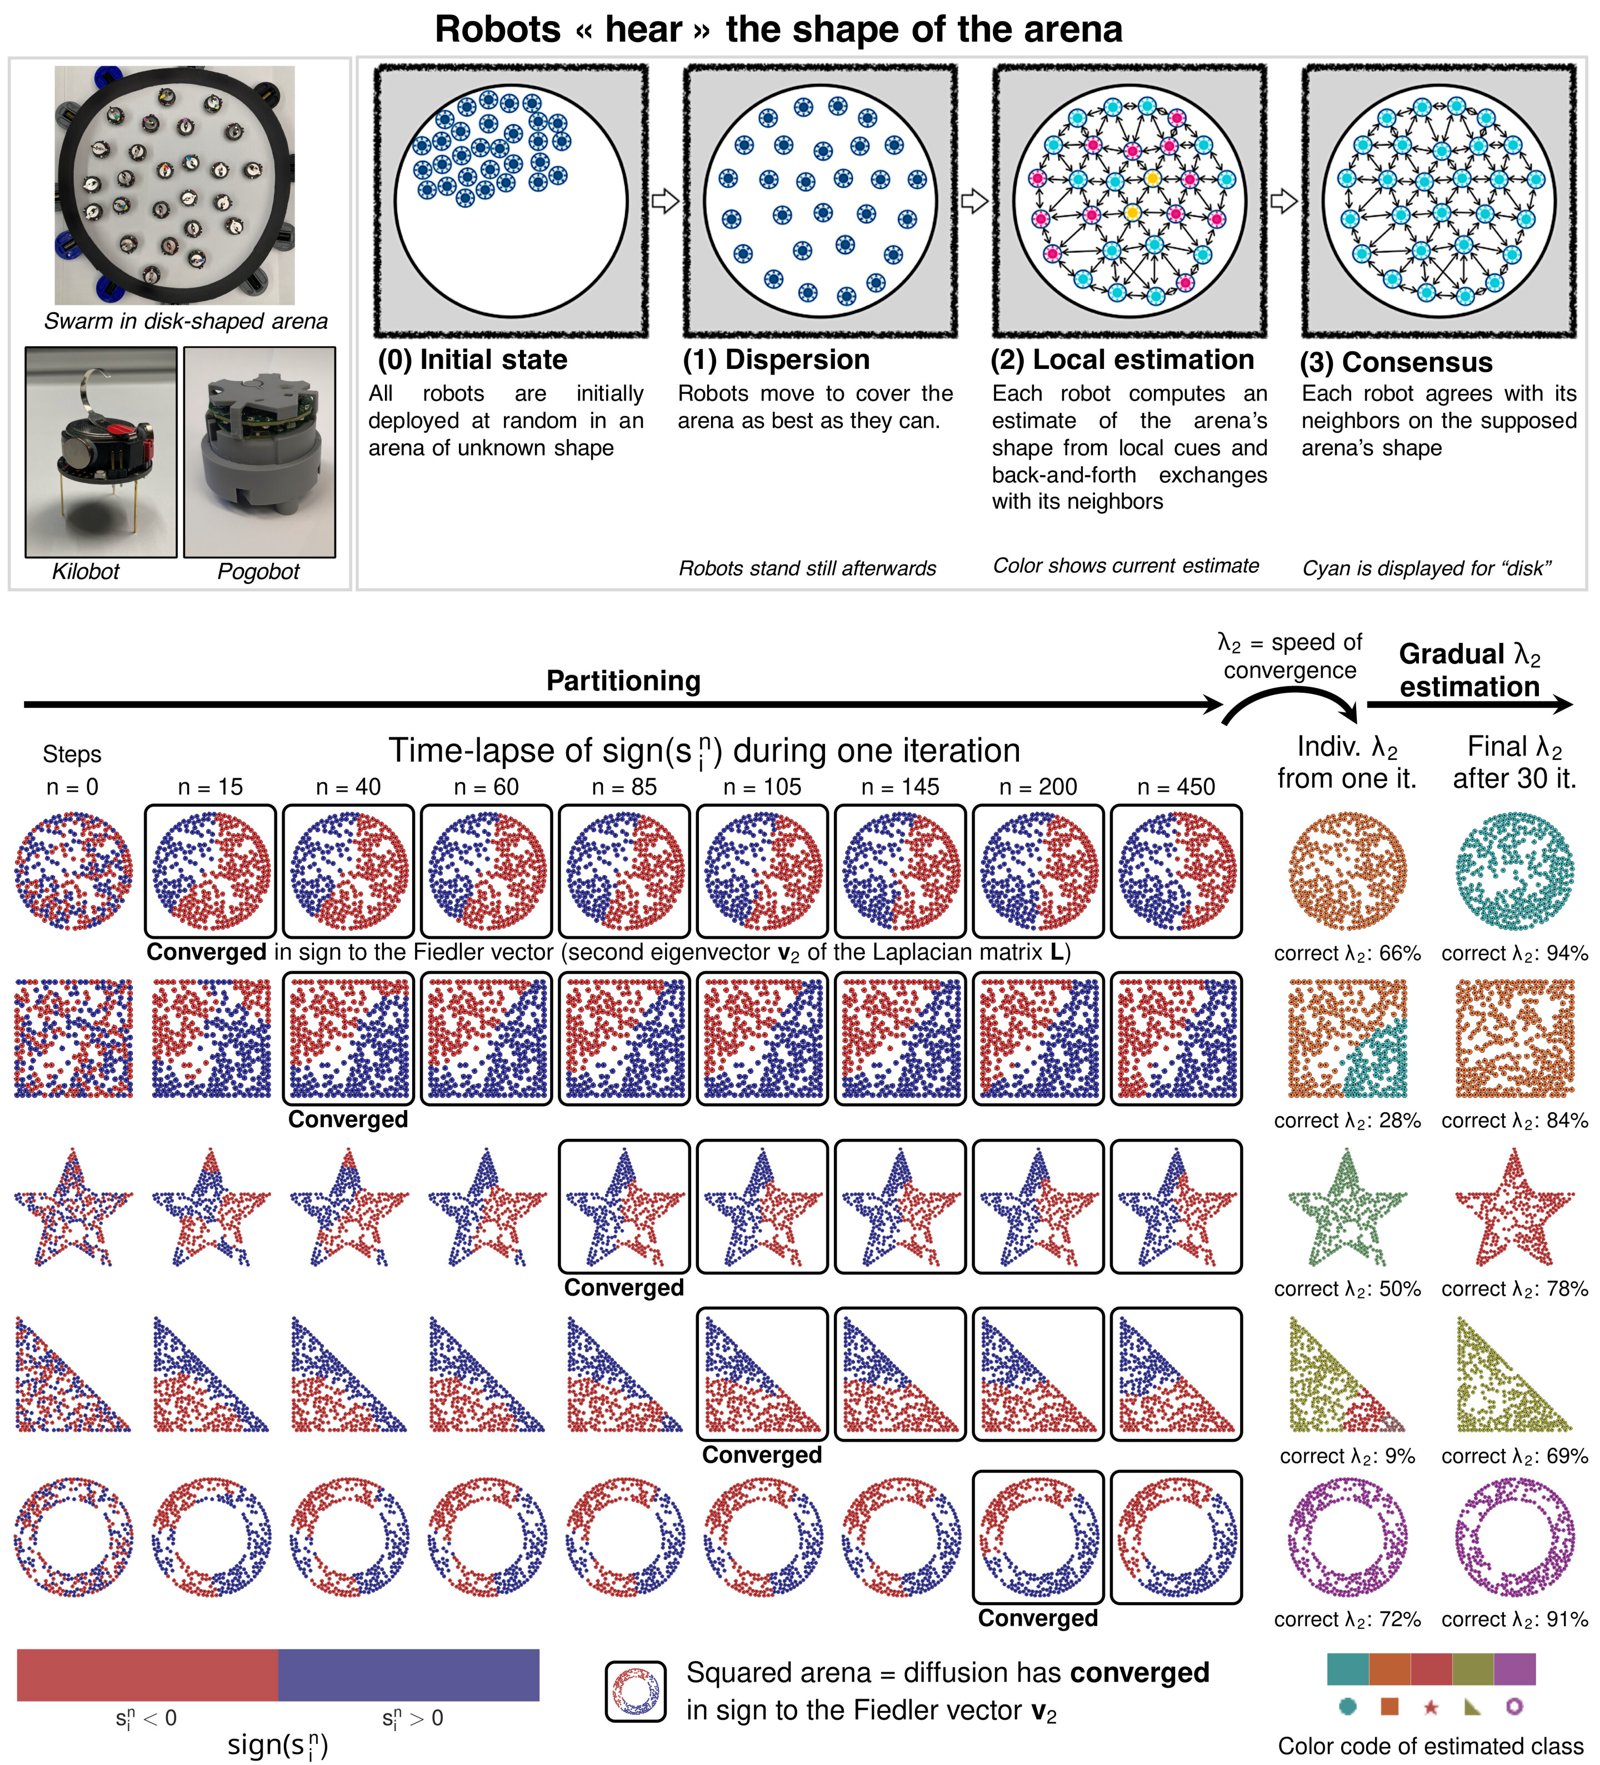 Robots « hear » the shape of the arena
Swarm in disk-shaped arena
Kilobot
Pogobot
(0) Initial state
All robots are initially
deployed at random in an
arena of unknown shape
(1) Dispersion
Robots move to cover the
arena as best as they can.
Robots stand still afterwards
(2) Local estimation
Each robot computes an
estimate of the arena's
shape from local cues and
back-and-forth exchanges
with its neighbors
Color shows current estimate
(3) Consensus
Each robot agrees with its
neighbors on the supposed
arena's shape
Cyan is displayed for “disk”
Partitioning
λ₂ = speed of
convergence
Gradual λ₂
estimation
Steps
Time-lapse of sign(sᵢⁿ) during one iteration
Indiv. λ₂
from one it.
Final λ₂
after 30 it.
n = 0 n = 15 n = 40 n = 60 n = 85 n = 105 n = 145 n = 200 n = 450
Converged in sign to the Fiedler vector (second eigenvector v₂ of the Laplacian matrix L)
correct λ₂: 66% correct λ₂: 94%
Converged
correct λ₂: 28% correct λ₂: 84%
Converged
correct λ₂: 50% correct λ₂: 78%
Converged
correct λ₂: 9% correct λ₂: 69%
Converged
correct λ₂: 72% correct λ₂: 91%
sᵢⁿ < 0 sᵢⁿ > 0
sign(sᵢⁿ)
Squared arena = diffusion has converged
in sign to the Fiedler vector v₂
Color code of estimated class